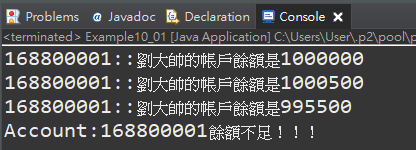 Problems Javadoc Declaration Console
<terminated> Example10_01 [Java Application] C:\Users\User\.p2\pool\p
168800001::劉大帥的帳戶餘額是1000000
168800001::劉大帥的帳戶餘額是1000500
168800001::劉大帥的帳戶餘額是995500
Account:168800001餘額不足！！！